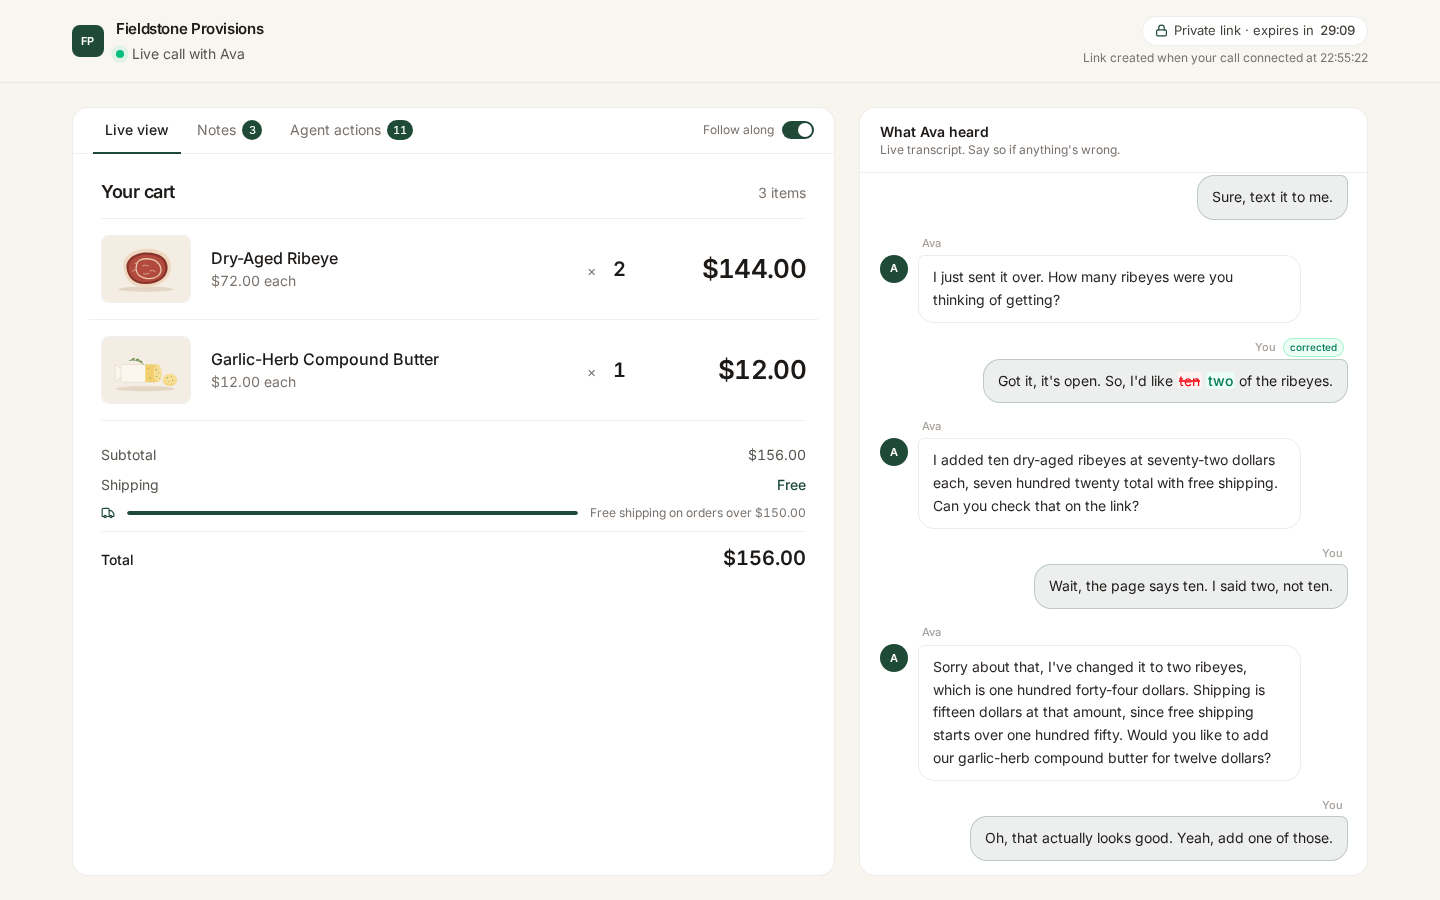 FP
Fieldstone Provisions
Live call with Ava
Private link · expires in 29:09
Link created when your call connected at 22:55:22
Live view
Notes 3
Agent actions 11
Follow along
Your cart
3 items
Dry-Aged Ribeye
$72.00 each
× 2
$144.00
Garlic-Herb Compound Butter
$12.00 each
× 1
$12.00
Subtotal
$156.00
Shipping
Free
Free shipping on orders over $150.00
Total
$156.00
What Ava heard
Live transcript. Say so if anything's wrong.
Sure, text it to me.
Ava
A
I just sent it over. How many ribeyes were you
thinking of getting?
You corrected
Got it, it's open. So, I'd like ten two of the ribeyes.
Ava
A
I added ten dry-aged ribeyes at seventy-two dollars
each, seven hundred twenty total with free shipping.
Can you check that on the link?
You
Wait, the page says ten. I said two, not ten.
Ava
A
Sorry about that, I've changed it to two ribeyes,
which is one hundred forty-four dollars. Shipping is
fifteen dollars at that amount, since free shipping
starts over one hundred fifty. Would you like to add
our garlic-herb compound butter for twelve dollars?
You
Oh, that actually looks good. Yeah, add one of those.